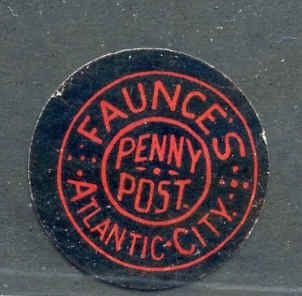 FAUNCE'S
PENNY
POST.
ATLANTIC-CITY.